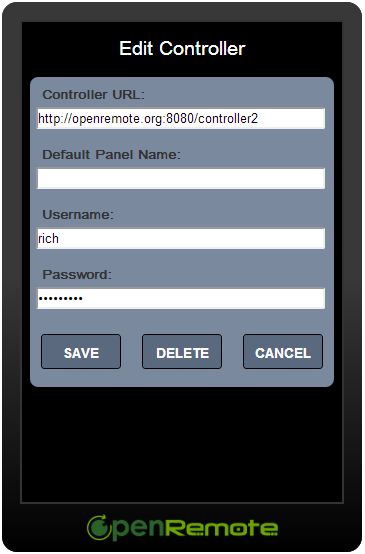 Edit Controller
Controller URL:
http://openremote.org:8080/controller2
Default Panel Name:
Username:
rich
Password:
•••••••••
SAVE DELETE CANCEL
OpenRemote